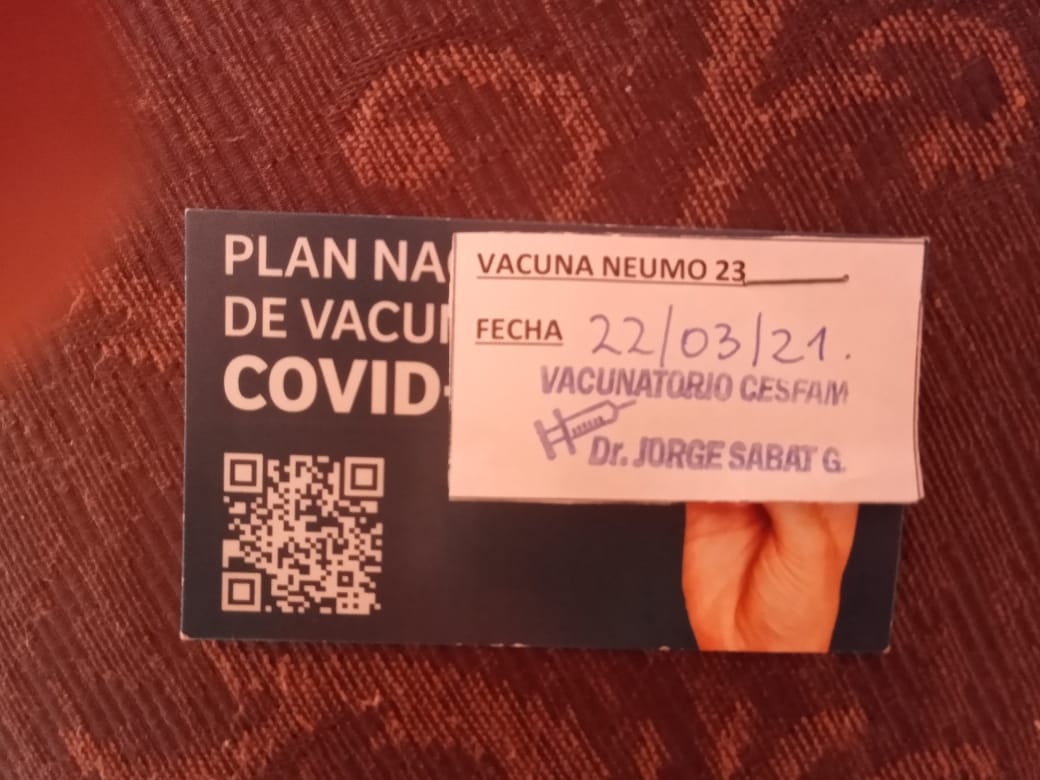 PLAN NA
DE VACU
COVID-
VACUNA NEUMO 23
FECHA 22/03/21.
VACUNATORIO CESFAM
Dr. JORGE SABAT G.